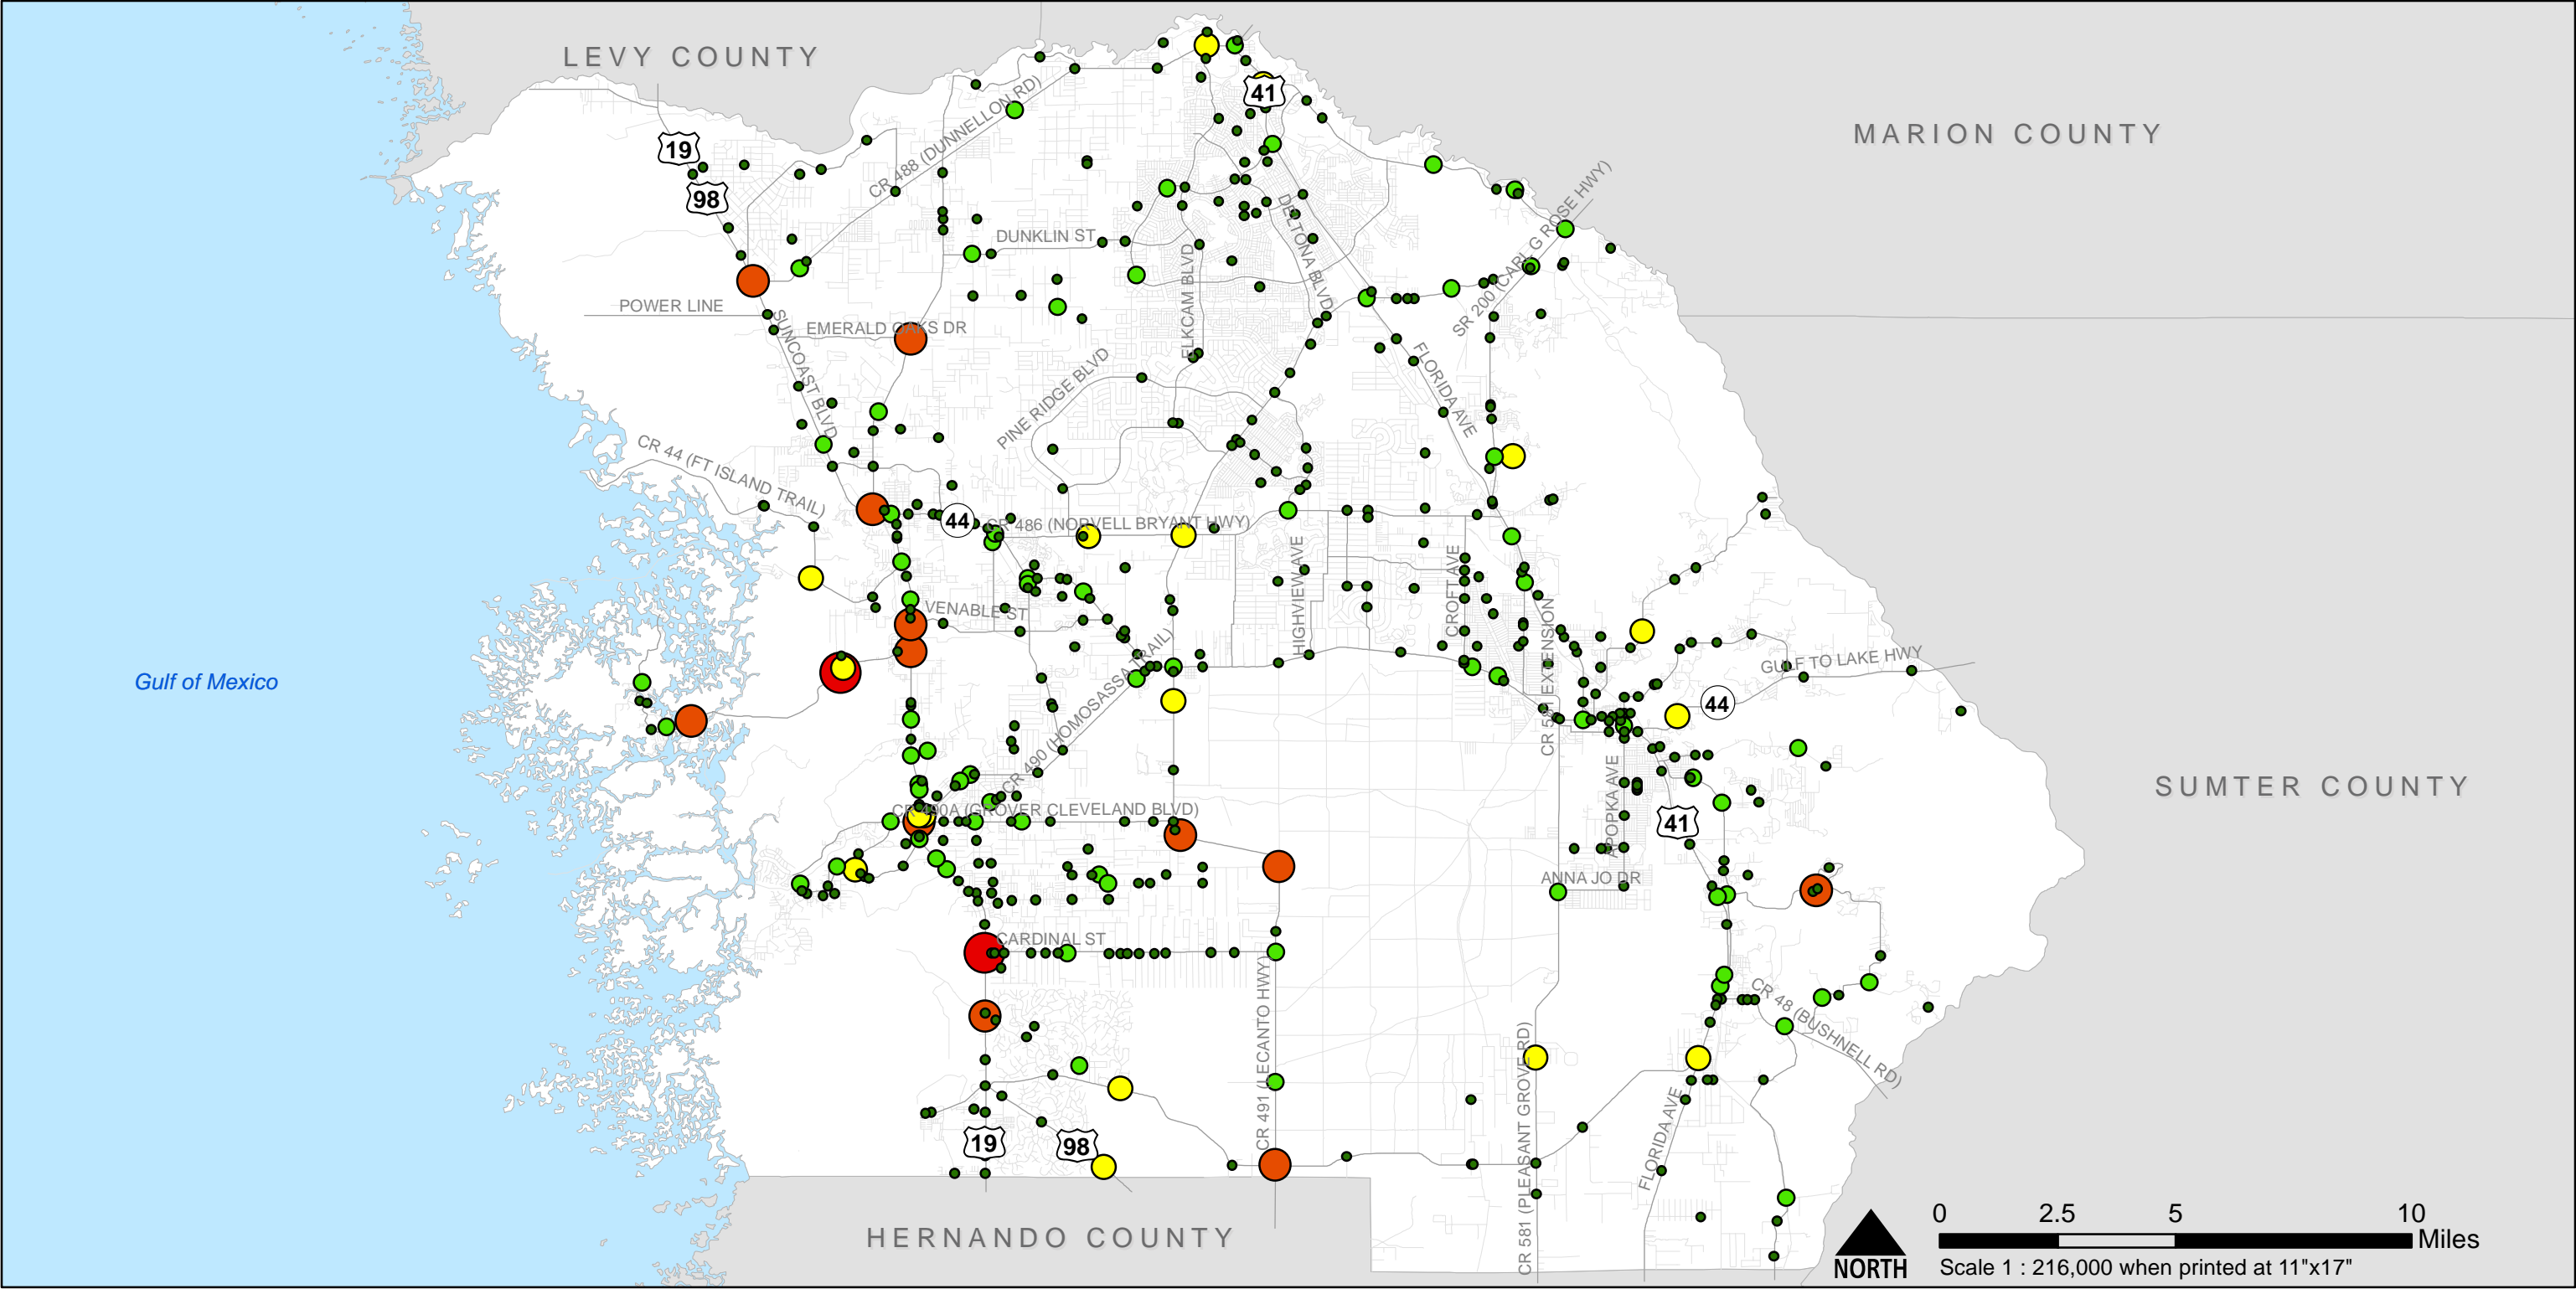 LEVY COUNTY
41
MARION COUNTY
19
98
CR 488 (DUNNELLON RD)
SR 200 (CARL G ROSE HWY)
DUNKLIN ST
DELTONA BLVD
ELKCAM BLVD
POWER LINE
SUNCOAST BLVD
EMERALD OAKS DR
PINE RIDGE BLVD
FLORIDA AVE
CR 44 (FT ISLAND TRAIL)
44
CR 486 (NORVELL BRYANT HWY)
HIGHVIEW AVE
CROFT AVE
VENABLE ST
CR 581 EXTENSION
GULF TO LAKE HWY
44
Gulf of Mexico
CR 490 (HOMOSASSA TRAIL)
SUMTER COUNTY
CR 490A (GROVER CLEVELAND BLVD)
APOPKA AVE
41
ANNA JO DR
CARDINAL ST
CR 491 (LECANTO HWY)
CR 48 (BUSHNELL RD)
CR 581 (PLEASANT GROVE RD)
FLORIDA AVE
19
98
HERNANDO COUNTY
0 2.5 5 10
Miles
NORTH
Scale 1 : 216,000 when printed at 11"x17"